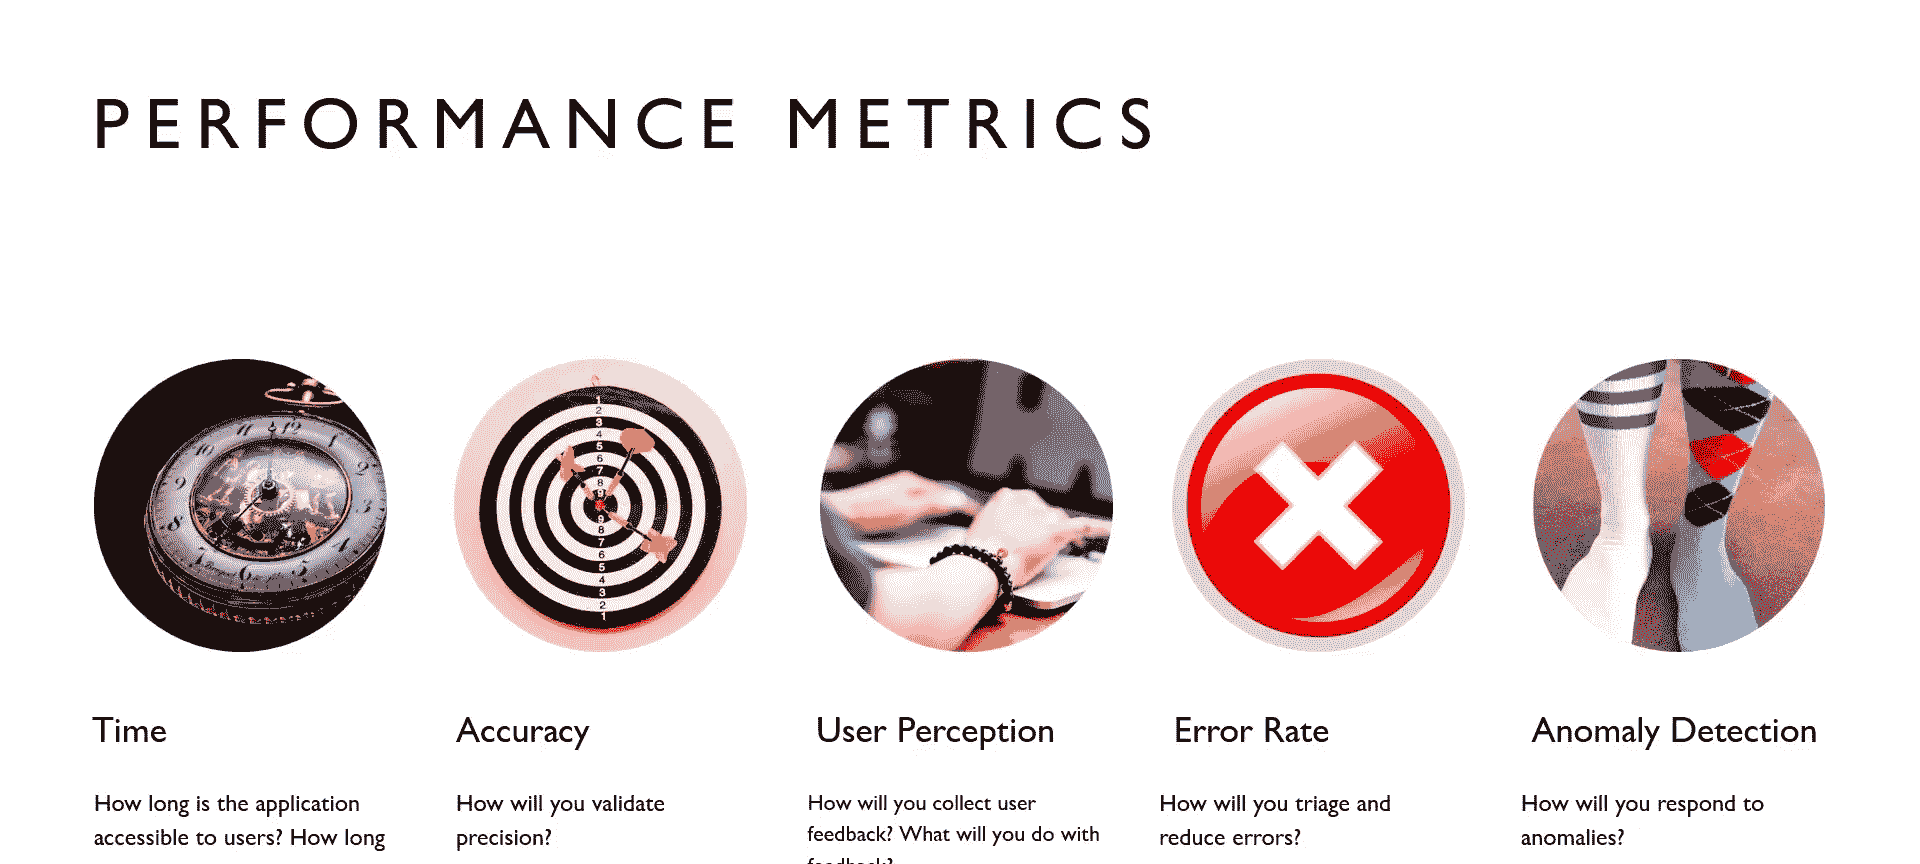 PERFORMANCE METRICS
Time
How long is the application
accessible to users? How long
Accuracy
How will you validate
precision?
User Perception
How will you collect user
feedback? What will you do with
feedback?
Error Rate
How will you triage and
reduce errors?
Anomaly Detection
How will you respond to
anomalies?